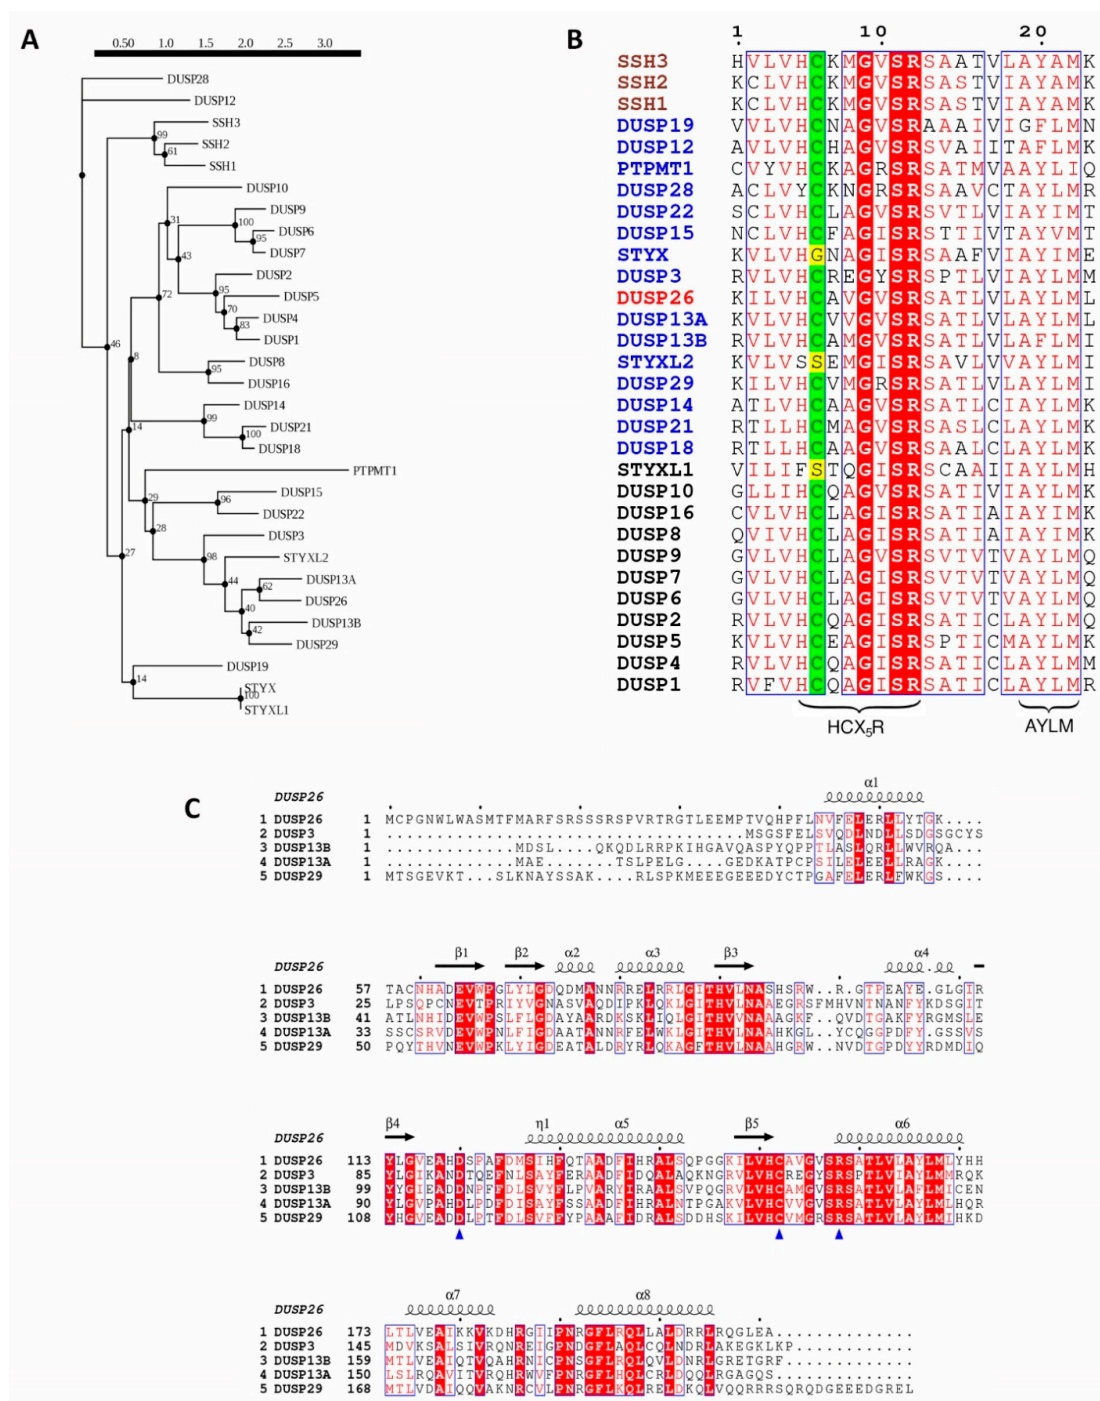 A
0.50 1.0 1.5 2.0 2.5 3.0
DUSP28
DUSP12
SSH3
99
SSH2
61
SSH1
DUSP10
DUSP9
31
100
DUSP6
95
DUSP7
43
DUSP2
95
DUSP5
72
70
DUSP4
83
DUSP1
46
8
DUSP8
95
DUSP16
DUSP14
99
DUSP21
14
100
DUSP18
PTPMT1
DUSP15
29
96
DUSP22
28
DUSP3
27
98
STYXL2
DUSP13A
44
62
DUSP26
40
DUSP13B
42
DUSP29
DUSP19
14
STYX
100
STYXL1
B
1 10 20
SSH3 HVLVHCKMGVSRSAATVLAYAMK
SSH2 KCLVHCKMGVSRSASTVIAYAMK
SSH1 KCLVHCKMGVSRSASTVIAYAMK
DUSP19 VVLVHCNAGVSRAAAIVIGFLMN
DUSP12 AVLVHCHAGVSRSVAIITAFLMK
PTPMT1 CVYVHCKAGRSRSATMVAAYLIQ
DUSP28 ACLVYCKNGRSRSAAVCTAYLMR
DUSP22 SCLVHCLAGVSRSVTLVIAYIMT
DUSP15 NCLVHCFAGISRSTTIVTAYVMT
STYX KVLVHGNAGISRSAAFVIAYIME
DUSP3 RVLVHCREGYSRSPTLVIAYLMM
DUSP26 KILVHCAVGVSRSATLVLAYLML
DUSP13A KVLVHCVVGVSRSATLVLAYLML
DUSP13B RVLVHCAMGVSRSATLVLAFLMI
STYXL2 KVLVSSEMGISRSAVLVVAYLMI
DUSP29 KILVHCVMGRSRSATLVLAYLMI
DUSP14 ATLVHCAAGVSRSATLCIAYLMK
DUSP21 RTLLHCMAGVSRSASLCLAYLMK
DUSP18 RTLLHCAAGVSRSAALCLAYLMK
STYXL1 VILIFSTQGISRSCAAIIAYLMH
DUSP10 GLLIHCQAGVSRSATIVIAYLMK
DUSP16 CVLVHCLAGISRSATIAIAYIMK
DUSP8 QVIVHCLAGISRSATIAIAYIMK
DUSP9 GVLVHCLAGVSRSVTVTVAYLMQ
DUSP7 GVLVHCLAGISRSVTVTVAYLMQ
DUSP6 GVLVHCLAGISRSVTVTVAYLMQ
DUSP2 RVLVHCQAGISRSATICLAYLMQ
DUSP5 KVLVHCEAGISRSPTICMAYLMK
DUSP4 RVLVHCQAGISRSATICLAYLMM
DUSP1 RVFVHCQAGISRSATICLAYLMR
HCX₅R AYLM
C
α1
DUSP26
1 DUSP26 1 MCPGNWLWASMTFMARFSRSSSRSPVRTRGTLEEMPTVQHPFLNVFELERLLYTGK....
2 DUSP3 1 ....................................MSGSFELSVQDLNDLLSDGSGCYS
3 DUSP13B 1 .............MDSL...QKQDLRRPKIHGAVQASPYQPPTLASLQRLLWVRQA...
4 DUSP13A 1 .............MAE.......TSLPELG....GEDKATPCPSILELEELLRAGK....
5 DUSP29 1 MTSGEVKT...SLKNAYSSAK....RLSPKMEEEGEEEDYCTPGAFELERLFWKGS....
β1 β2 α2 α3 β3 α4
DUSP26
1 DUSP26 57 TACNHADEVWPGLYLGDQDMANNRRELRRLGITHVLNASHSRW..RGTPEAYE.GLGIR
2 DUSP3 25 LPSQPCNEVTPRIYVGNASVAQDIPKLQKLGITHVLNAAEGRSFMHVNTNANFYKDSGIT
3 DUSP13B 41 ATLNHIDEVWPSLFLGDAYAARDKSKLIQLGITHVVNAAAGKF..QVDTGAKFYRGMSLE
4 DUSP13A 33 SSCSRVDEVWPNLFIGDAATANNRFELWKLGITHVLNAAHKGL..YCQGGPDFY.GSSVS
5 DUSP29 50 PQYTHVNEVWPKLYIGDEATALDRYRLQKAGFTHVLNAAHGRW..NVDTGPDYYRDMDIQ
β4 η1 α5 β5 α6
DUSP26
1 DUSP26 113 YLGVEAHDSPAFDMSIHFQTAADFIHRALSQPGGKILVHCAVGVSRSATLVLAYLMLYHH
2 DUSP3 85 YLGIKANDTQEFNLSAYFERAADFIDQALAQKNGRVLVHCREGYSRSPTLVIAYLMMRQK
3 DUSP13B 99 YYGIEADDNPFFDLSVYFLPVARYIRAALSVPQGRVLVHCAMGVSRSATLVLAFLMICEN
4 DUSP13A 90 YLGVPAHDLPDFDISAYFSSAADFIHRALNTPGAKVLVHCVVGVSRSATLVLAYLMLHQR
5 DUSP29 108 YHGVEADDLPTFDLSVFFYPAAAFIDRALSDDHSKILVHCVMGRSRSATLVLAYLMIHKD
α7 α8
DUSP26
1 DUSP26 173 LTLVEAIKKVKDHRGIIPNRGFLRQLLALDRRLRQGLEA..............
2 DUSP3 145 MDVKSALSIVRQNREIGPNDGFLAQLCQLNDRLAKEGKLKP............
3 DUSP13B 159 MTLVEAIQTVQAHRNICPNSGFLRQLQVLDNRLGRETGRF.............
4 DUSP13A 150 LSLRQAVITVRQHRWVFPNRGFLHQLCRLDQQLRGAGQS..............
5 DUSP29 168 MTLVDAIQQVAKNRCVLPNRGFLKQLRELDKQLVQQRRRSQRQDGEEEDGREL